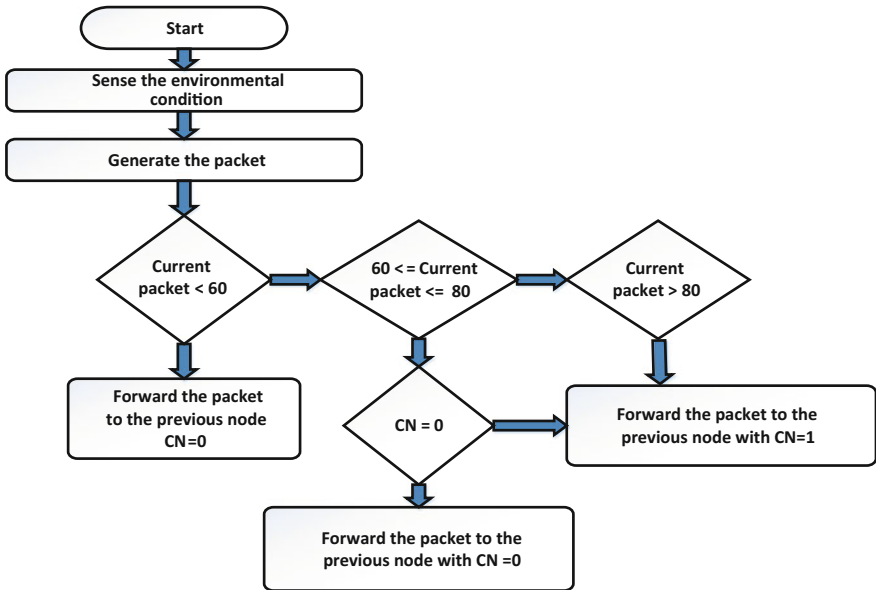 Start
Sense the environmental
condition
Generate the packet
Current
packet < 60
60 <= Current
packet <= 80
Current
packet > 80
Forward the packet
to the previous node
CN=0
CN = 0
Forward the packet to the
previous node with CN=1
Forward the packet to the
previous node with CN =0